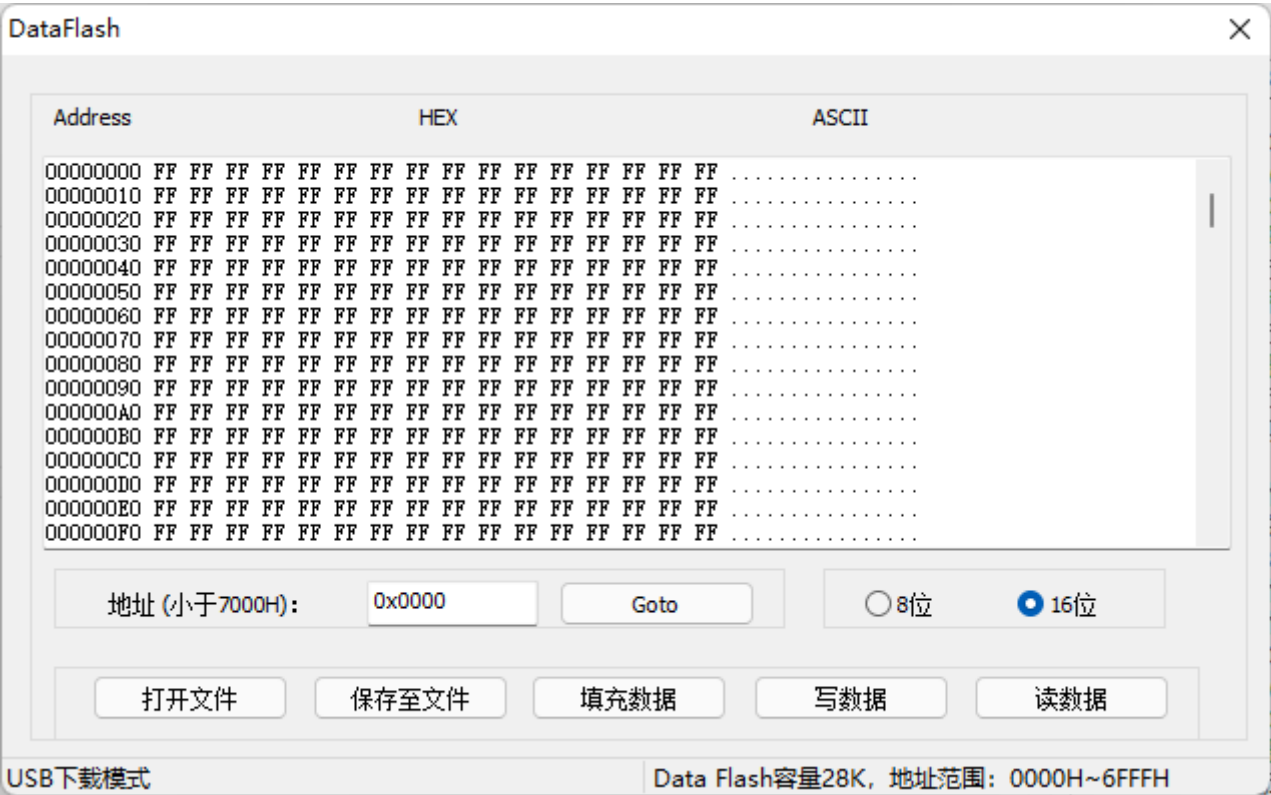 DataFlash
Address HEX ASCII
00000000 FF FF FF FF FF FF FF FF FF FF FF FF FF FF FF FF ................
00000010 FF FF FF FF FF FF FF FF FF FF FF FF FF FF FF FF ................
00000020 FF FF FF FF FF FF FF FF FF FF FF FF FF FF FF FF ................
00000030 FF FF FF FF FF FF FF FF FF FF FF FF FF FF FF FF ................
00000040 FF FF FF FF FF FF FF FF FF FF FF FF FF FF FF FF ................
00000050 FF FF FF FF FF FF FF FF FF FF FF FF FF FF FF FF ................
00000060 FF FF FF FF FF FF FF FF FF FF FF FF FF FF FF FF ................
00000070 FF FF FF FF FF FF FF FF FF FF FF FF FF FF FF FF ................
00000080 FF FF FF FF FF FF FF FF FF FF FF FF FF FF FF FF ................
00000090 FF FF FF FF FF FF FF FF FF FF FF FF FF FF FF FF ................
000000A0 FF FF FF FF FF FF FF FF FF FF FF FF FF FF FF FF ................
000000B0 FF FF FF FF FF FF FF FF FF FF FF FF FF FF FF FF ................
000000C0 FF FF FF FF FF FF FF FF FF FF FF FF FF FF FF FF ................
000000D0 FF FF FF FF FF FF FF FF FF FF FF FF FF FF FF FF ................
000000E0 FF FF FF FF FF FF FF FF FF FF FF FF FF FF FF FF ................
000000F0 FF FF FF FF FF FF FF FF FF FF FF FF FF FF FF FF ................
地址 (小于7000H)： 0x0000 Goto 8位 16位
打开文件 保存至文件 填充数据 写数据 读数据
USB下载模式 Data Flash容量28K，地址范围：0000H~6FFFH